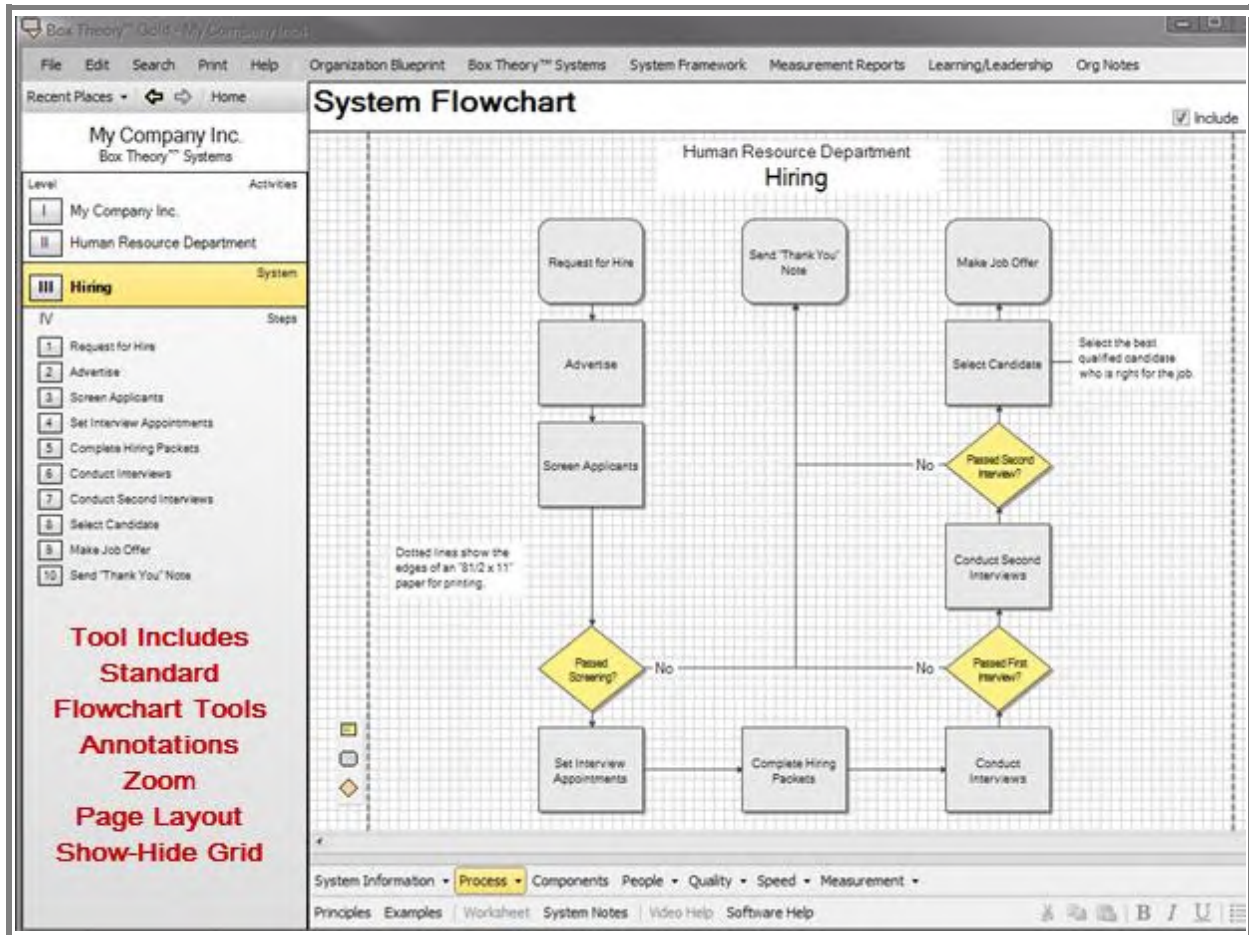 Box Theory™ Gold - My Company Inc.
File Edit Search Print Help
Organization Blueprint Box Theory™ Systems System Framework Measurement Reports Learning/Leadership Org Notes
Recent Places Home
System Flowchart
Include
My Company Inc.
Box Theory™ Systems
Level Activities
I My Company Inc.
II Human Resource Department
System
III Hiring
IV Steps
1 Request for Hire
2 Advertise
3 Screen Applicants
4 Set Interview Appointments
5 Complete Hiring Packets
6 Conduct Interviews
7 Conduct Second Interviews
8 Select Candidate
9 Make Job Offer
10 Send "Thank You" Note
Tool Includes
Standard
Flowchart Tools
Annotations
Zoom
Page Layout
Show-Hide Grid
Human Resource Department
Hiring
Request for Hire
Send "Thank You"
Note
Make Job Offer
Advertise
Select Candidate
Select the best
qualified candidate
who is right for the job.
Screen Applicants
No
Passed Second
Interview?
Dotted lines show the
edges of an "81/2 x 11"
paper for printing.
Conduct Second
Interviews
Passed
Screening?
No
No
Passed First
Interview?
Set Interview
Appointments
Complete Hiring
Packets
Conduct
Interviews
System Information Process Components People Quality Speed Measurement
Principles Examples Worksheet System Notes Video Help Software Help
B I U